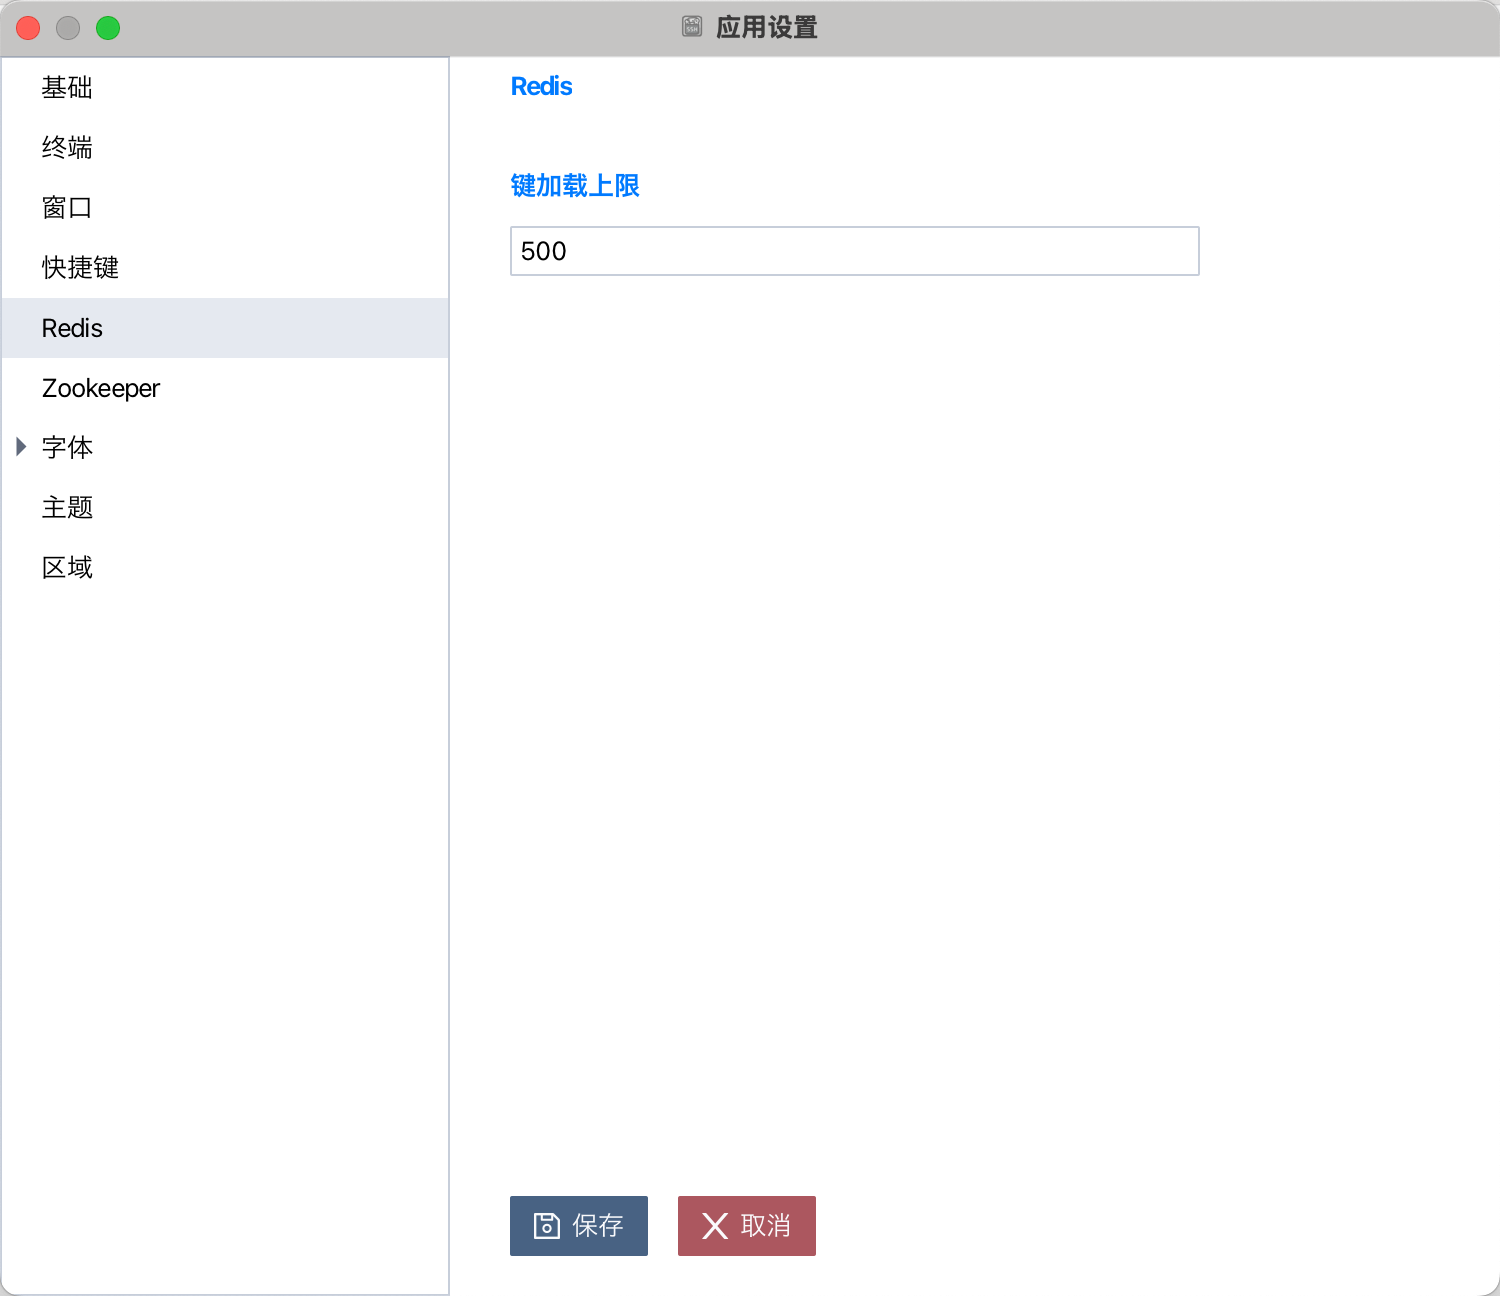 应用设置
基础
终端
窗口
快捷键
Redis
Zookeeper
字体
主题
区域
Redis
键加载上限
500
保存
取消